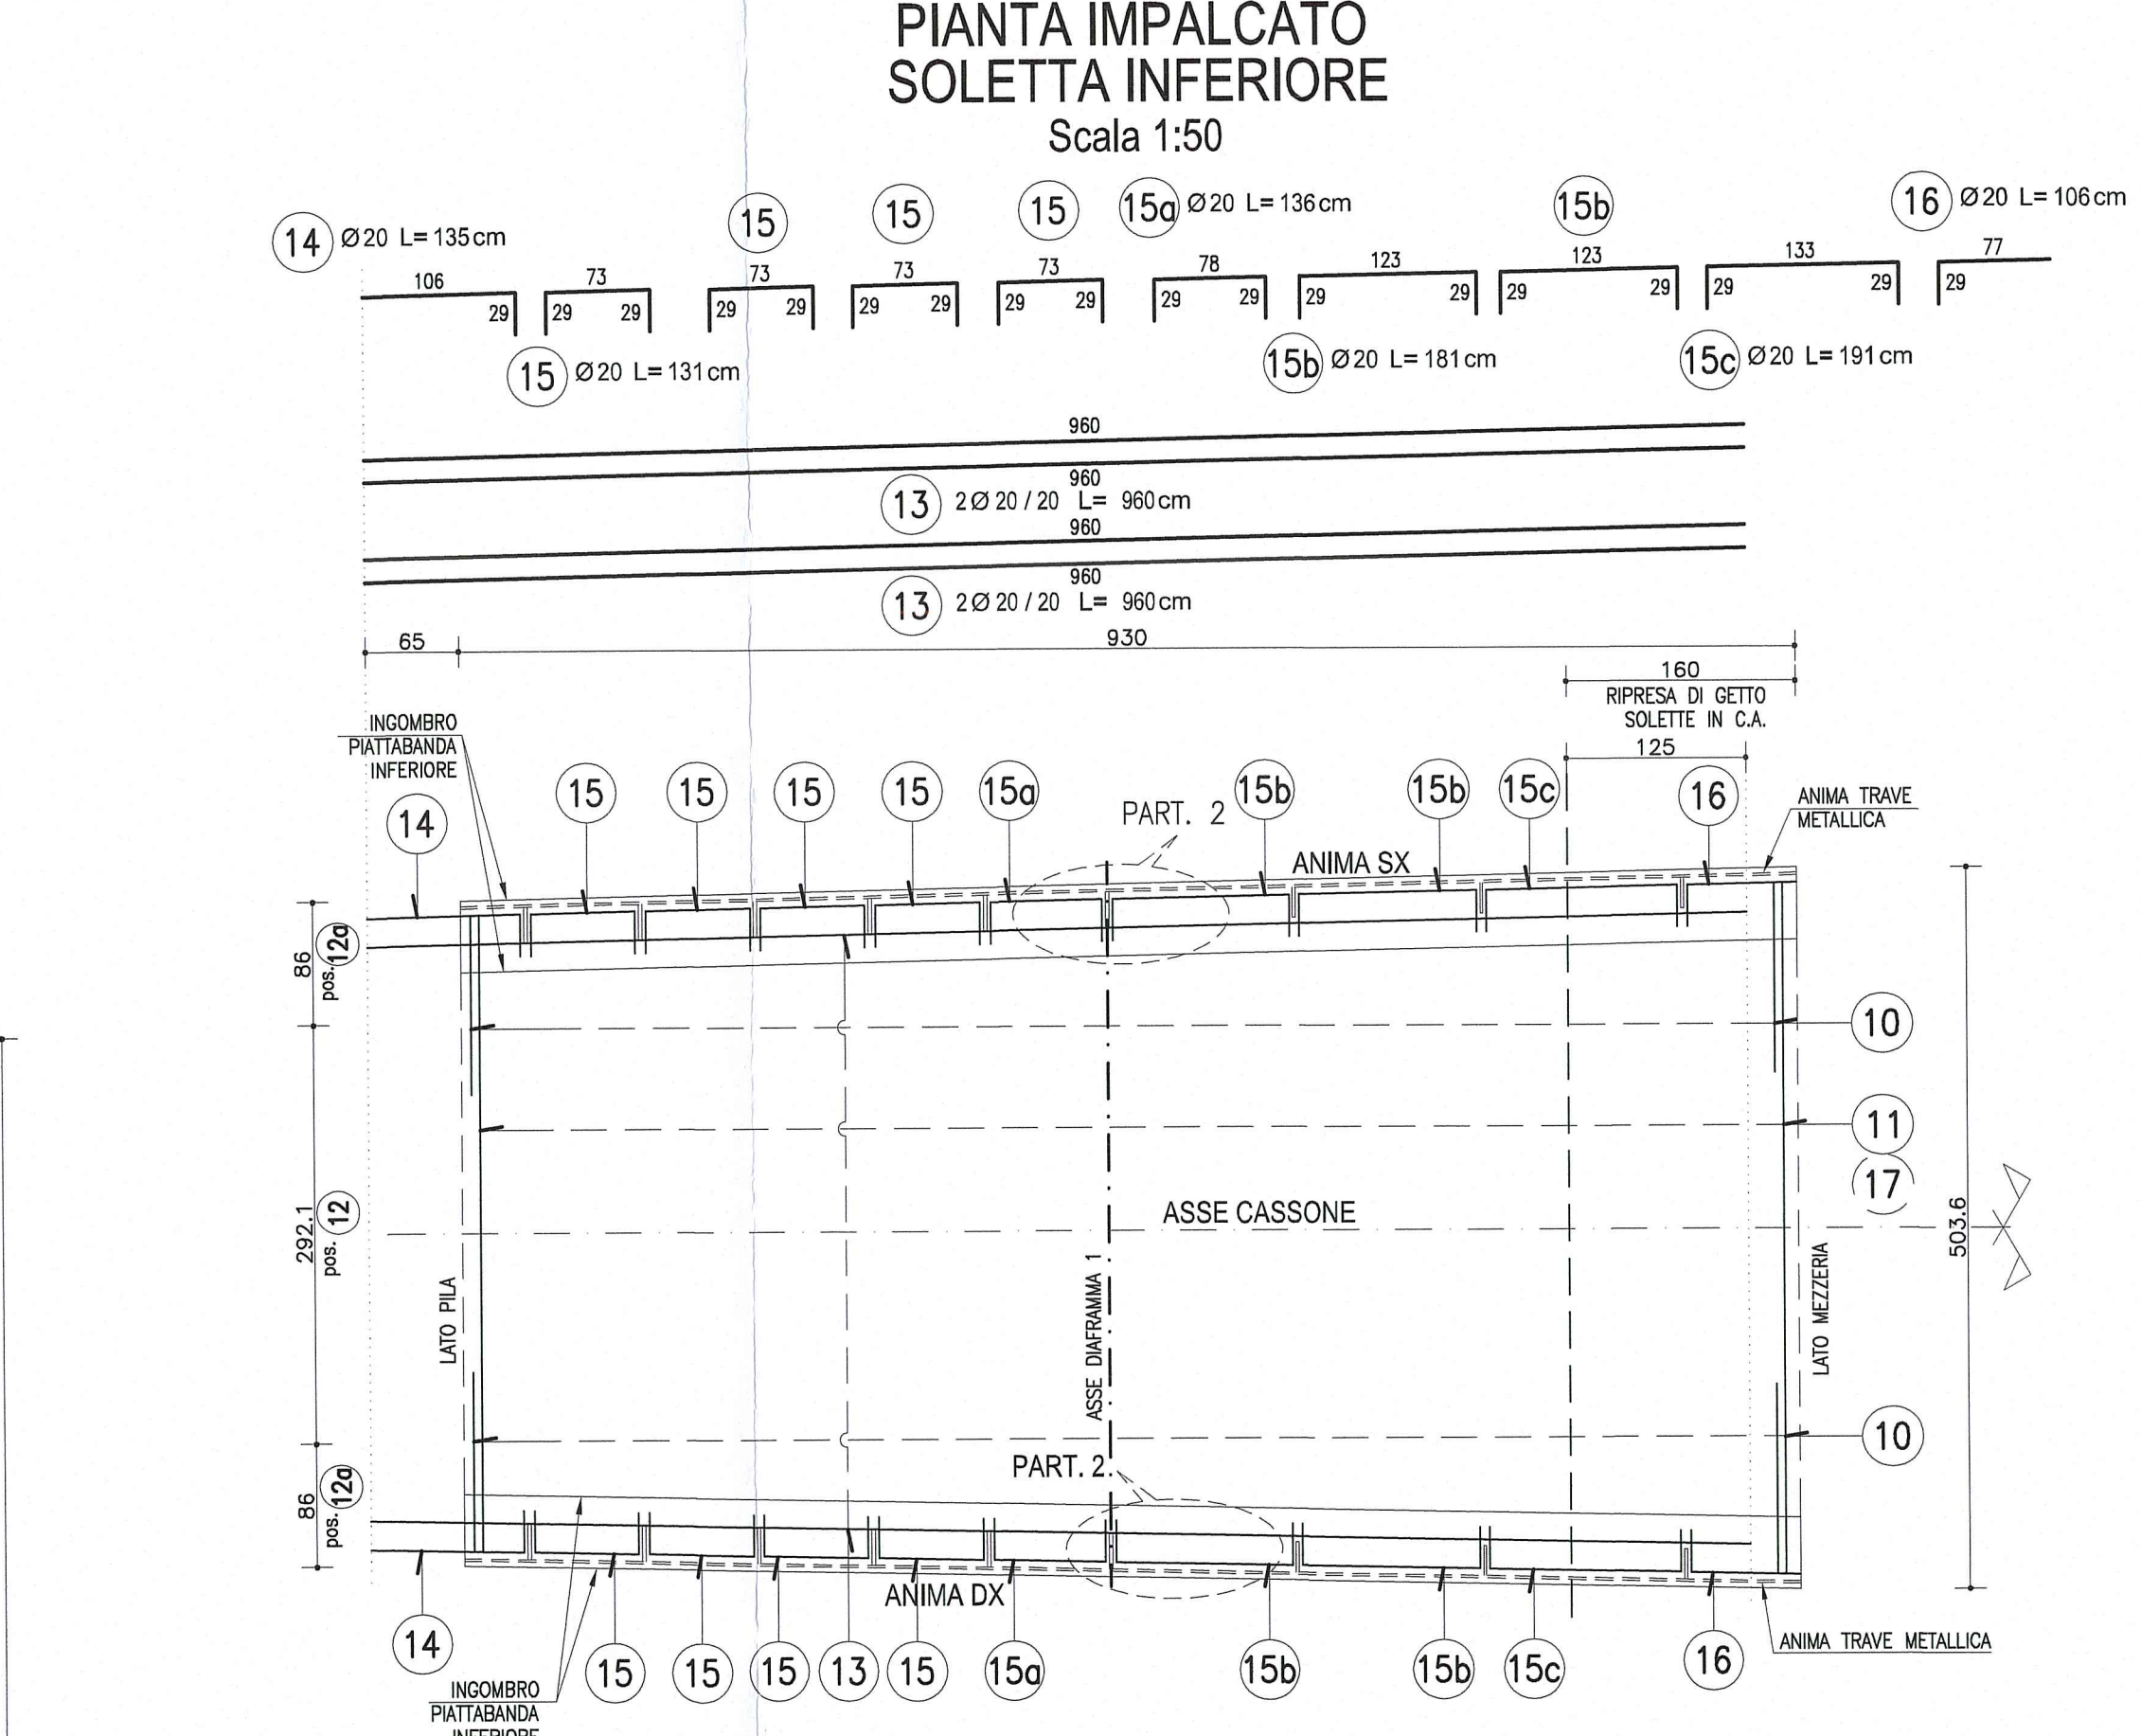 PIANTA IMPALCATO
SOLETTA INFERIORE
Scala 1:50
14 Ø20 L=135cm
15
15
15
15a Ø20 L=136cm
15b
16 Ø20 L=106cm
106
29
29 73 29
29 73 29
29 73 29
29 73 29
29 78 29
29 123 29
29 123 29
29 133 29
29 77
15 Ø20 L=131cm
15b Ø20 L=181cm
15c Ø20 L=191cm
960
960
13 2Ø20/20 L= 960cm
960
960
13 2Ø20/20 L= 960cm
65
930
160
RIPRESA DI GETTO
SOLETTE IN C.A.
125
INGOMBRO
PIATTABANDA
INFERIORE
14
15
15
15
15
15a
PART. 2
15b
15b
15c
16
ANIMA TRAVE
METALLICA
ANIMA SX
86
pos. 12a
10
11
17
292.1
pos. 12
ASSE CASSONE
503.6
LATO PILA
ASSE DIAFRAMMA 1
LATO MEZZERIA
10
PART. 2
86
pos. 12a
ANIMA DX
14
15
15
15
13
15
15a
15b
15b
15c
16
ANIMA TRAVE METALLICA
INGOMBRO
PIATTABANDA
INFERIORE